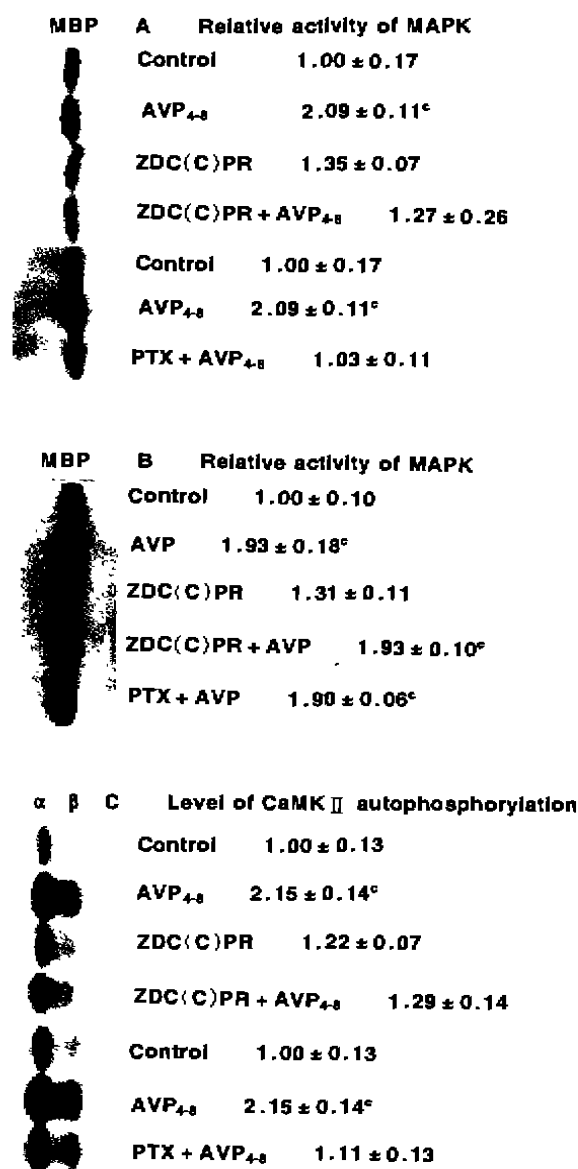 MBP A Relative activity of MAPK
Control 1.00 ± 0.17
AVP₄₋₈ 2.09 ± 0.11ᶜ
ZDC(C)PR 1.35 ± 0.07
ZDC(C)PR + AVP₄₋₈ 1.27 ± 0.26
Control 1.00 ± 0.17
AVP₄₋₈ 2.09 ± 0.11ᶜ
PTX + AVP₄₋₈ 1.03 ± 0.11
MBP B Relative activity of MAPK
Control 1.00 ± 0.10
AVP 1.93 ± 0.18ᶜ
ZDC(C)PR 1.31 ± 0.11
ZDC(C)PR + AVP 1.93 ± 0.10ᶜ
PTX + AVP 1.90 ± 0.06ᶜ
α β C Level of CaMK Ⅱ autophosphorylation
Control 1.00 ± 0.13
AVP₄₋₈ 2.15 ± 0.14ᶜ
ZDC(C)PR 1.22 ± 0.07
ZDC(C)PR + AVP₄₋₈ 1.29 ± 0.14
Control 1.00 ± 0.13
AVP₄₋₈ 2.15 ± 0.14ᶜ
PTX + AVP₄₋₈ 1.11 ± 0.13